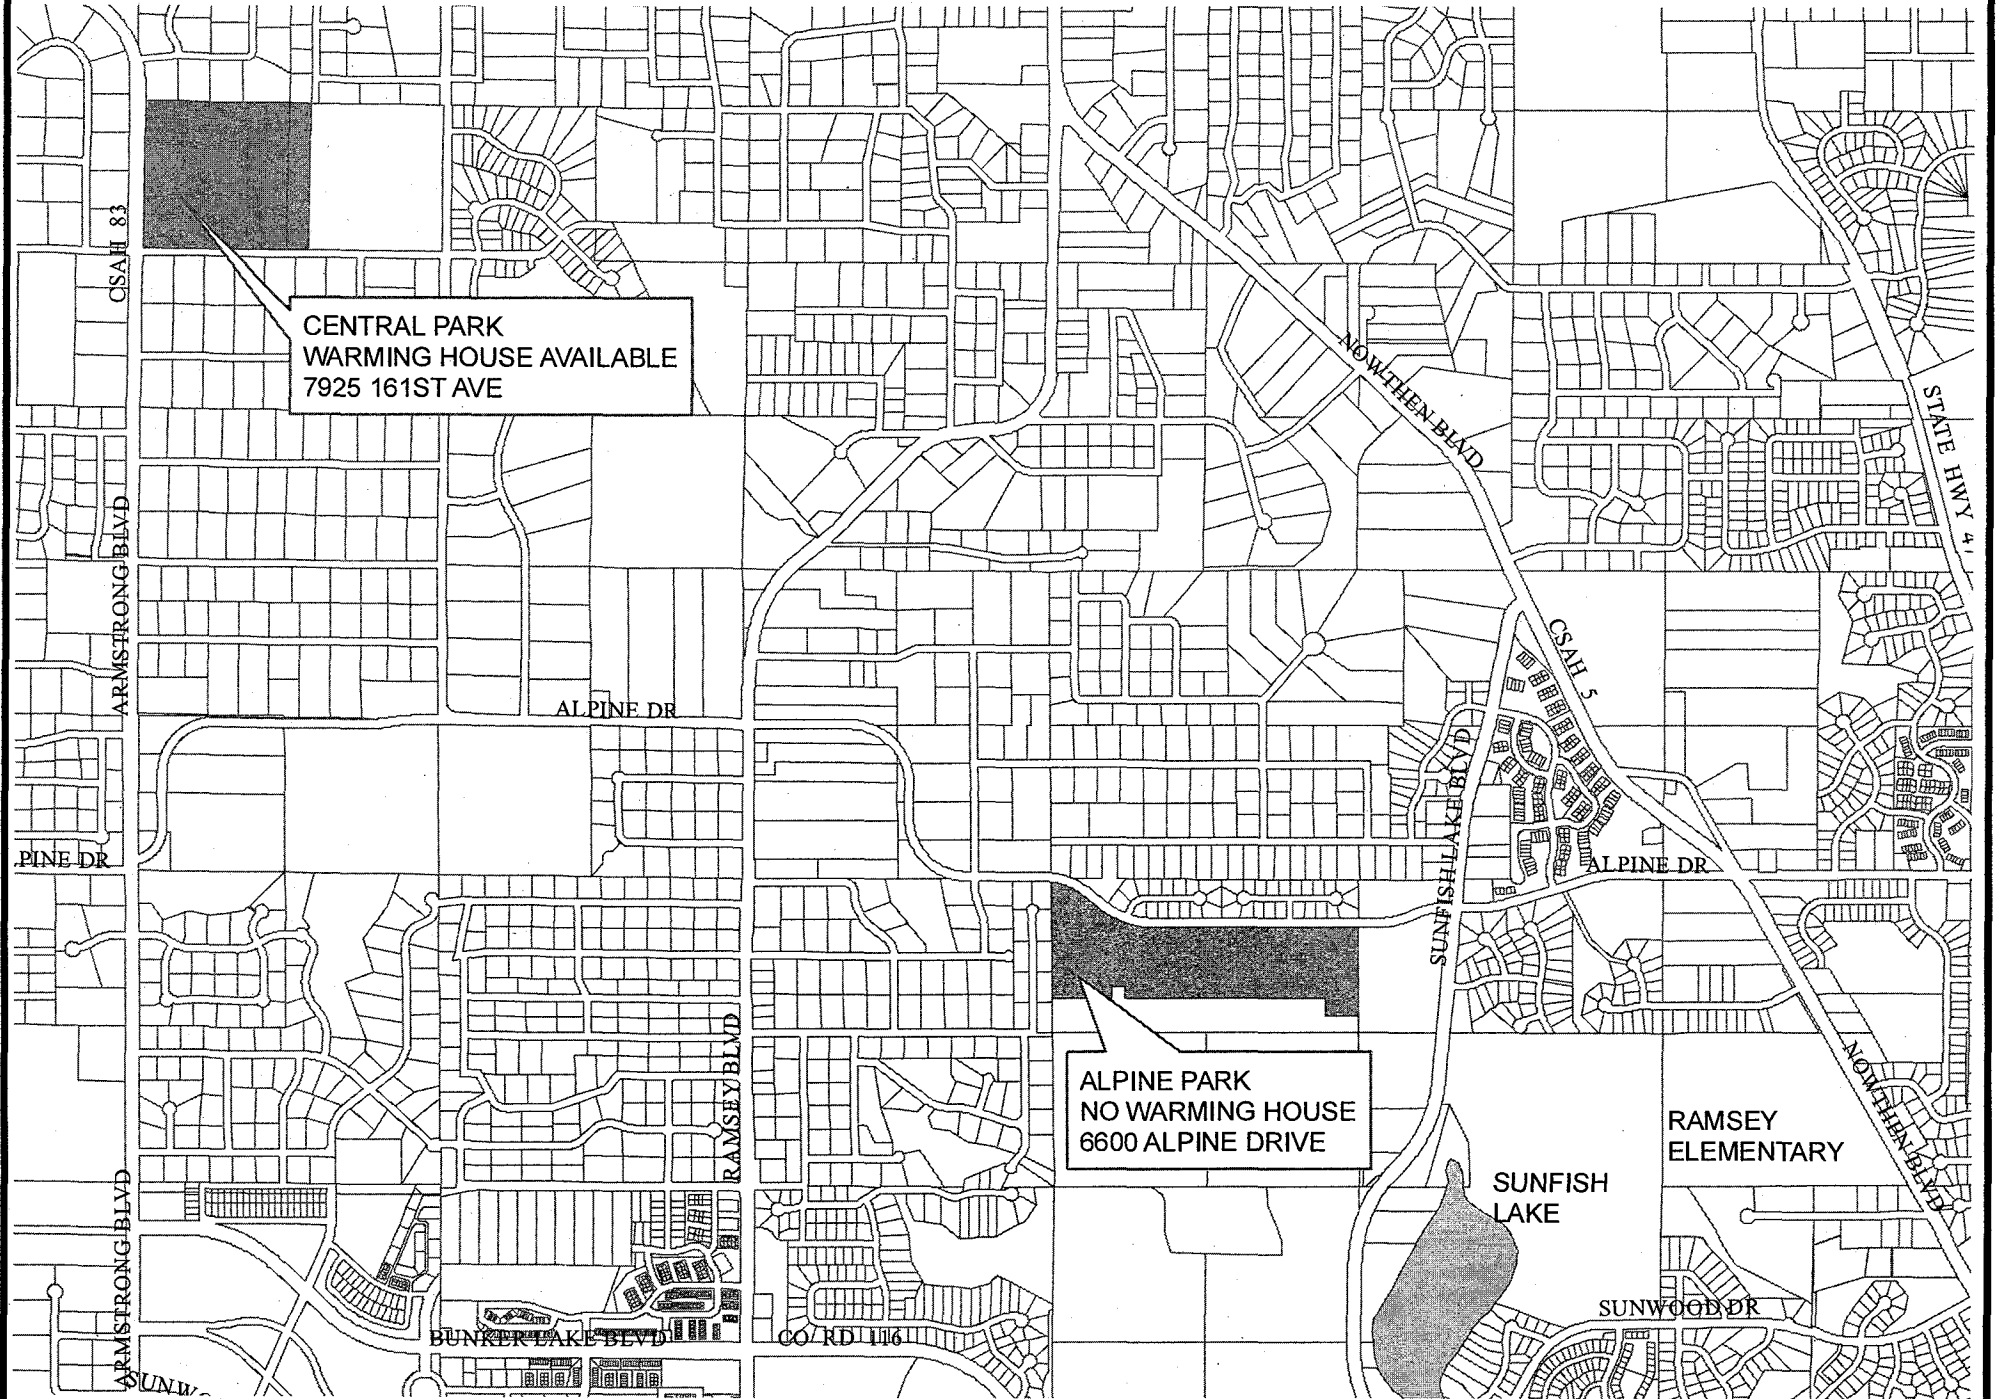 CSAH 83
CENTRAL PARK
WARMING HOUSE AVAILABLE
7925 161ST AVE
NOWTHEN BLVD
STATE HWY 4
ARMSTRONG BLVD
CSAH 5
ALPINE DR
SUNFISH LAKE BLVD
PINE DR
ALPINE DR
RAMSEY BLVD
ALPINE PARK
NO WARMING HOUSE
6600 ALPINE DRIVE
NOWTHEN BLVD
RAMSEY
ELEMENTARY
SUNFISH
LAKE
ARMSTRONG BLVD
SUNWOOD DR
BUNKER LAKE BLVD
CO RD 116
SUNWO